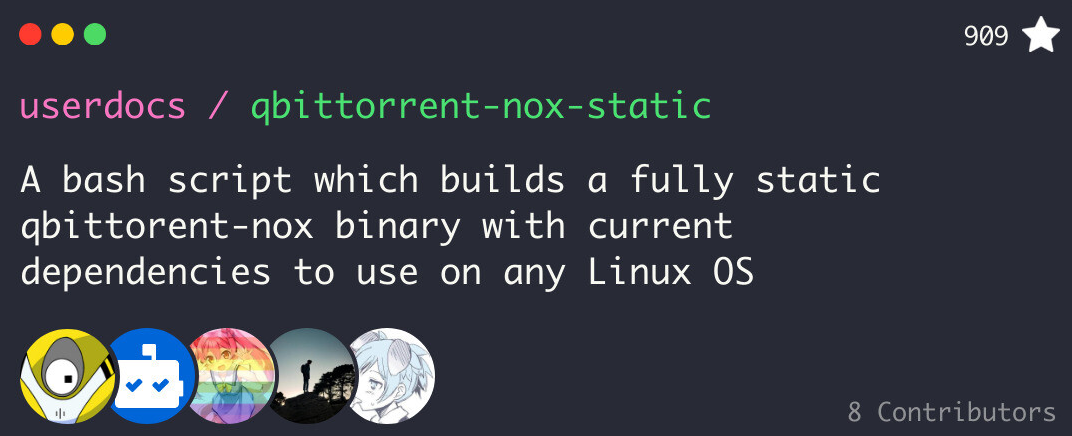 909
userdocs / qbittorrent-nox-static
A bash script which builds a fully static
qbittorent-nox binary with current
dependencies to use on any Linux OS
8 Contributors